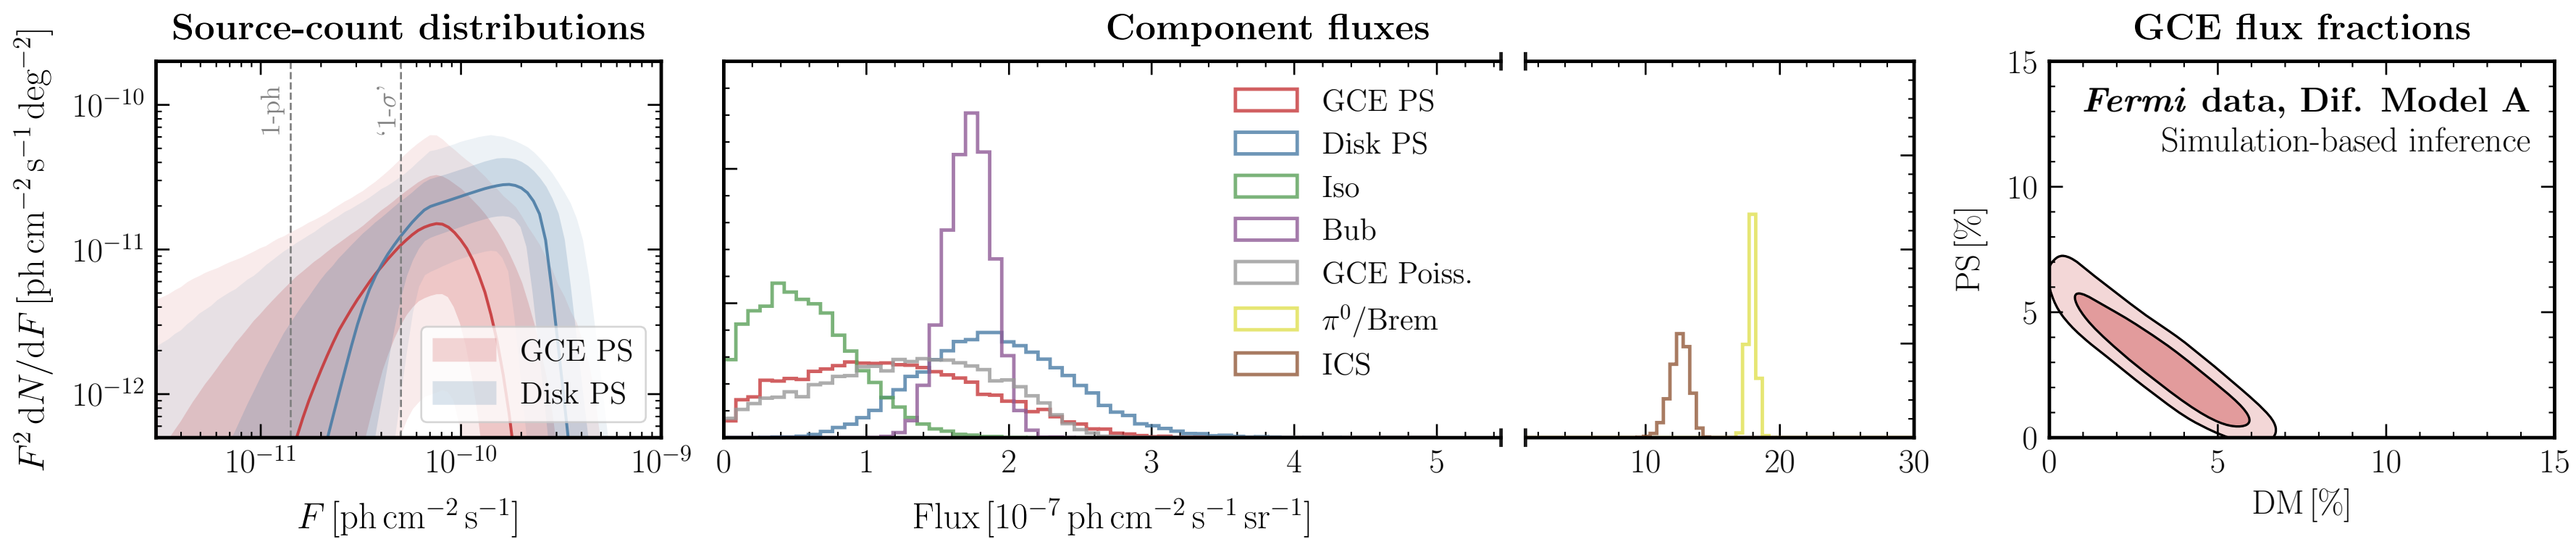 Source-count distributions
F² dN/dF [ph cm⁻² s⁻¹ deg⁻²]
10⁻¹⁰
10⁻¹¹
10⁻¹²
1-ph
‘1-σ’
GCE PS
Disk PS
10⁻¹¹ 10⁻¹⁰ 10⁻⁹
F [ph cm⁻² s⁻¹]
Component fluxes
GCE PS
Disk PS
Iso
Bub
GCE Poiss.
π⁰/Brem
ICS
0 1 2 3 4 5 10 20 30
Flux [10⁻⁷ ph cm⁻² s⁻¹ sr⁻¹]
GCE flux fractions
Fermi data, Dif. Model A
Simulation-based inference
PS [%]
15
10
5
0
0 5 10 15
DM [%]